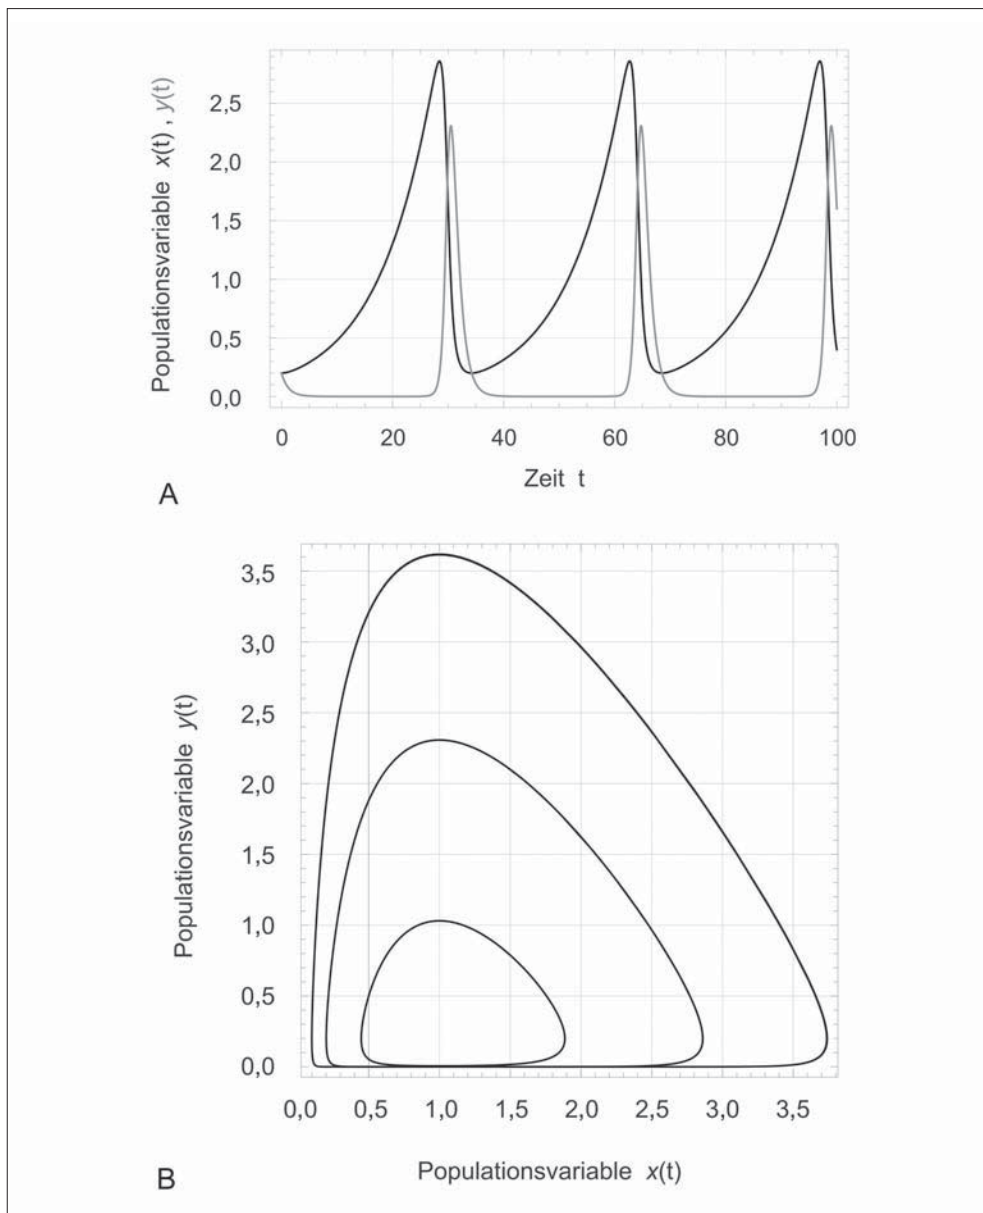 Populationsvariable x(t) , y(t)
2,5
2,0
1,5
1,0
0,5
0,0
0 20 40 60 80 100
Zeit t
A
Populationsvariable y(t)
3,5
3,0
2,5
2,0
1,5
1,0
0,5
0,0
0,0 0,5 1,0 1,5 2,0 2,5 3,0 3,5
Populationsvariable x(t)
B